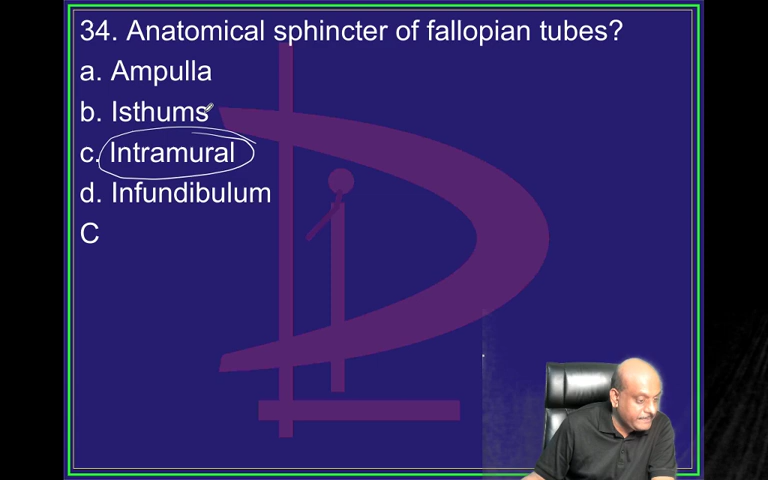 34. Anatomical sphincter of fallopian tubes?
a. Ampulla
b. Isthums
c. Intramural
d. Infundibulum
C